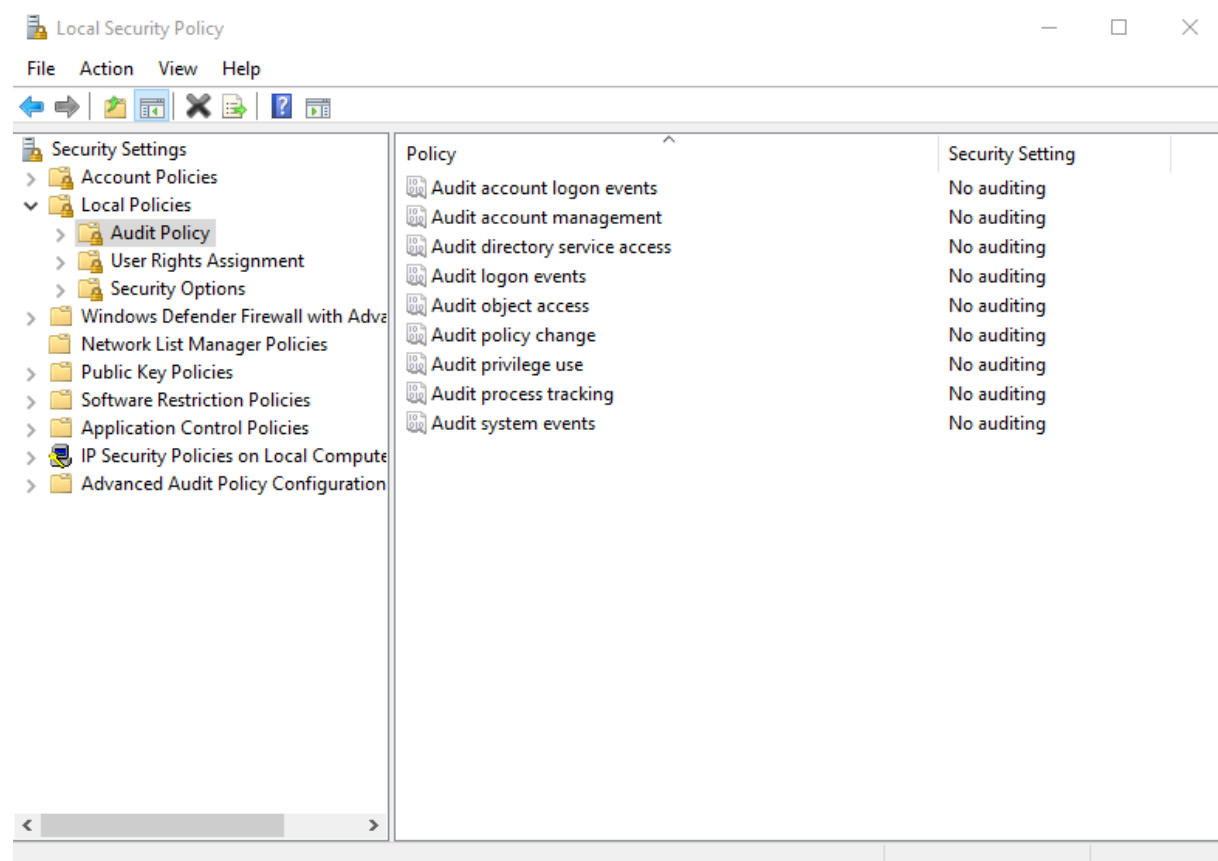 Local Security Policy
File Action View Help
Security Settings
Account Policies
Local Policies
Audit Policy
User Rights Assignment
Security Options
Windows Defender Firewall with Adva
Network List Manager Policies
Public Key Policies
Software Restriction Policies
Application Control Policies
IP Security Policies on Local Compute
Advanced Audit Policy Configuration
Policy Security Setting
Audit account logon events No auditing
Audit account management No auditing
Audit directory service access No auditing
Audit logon events No auditing
Audit object access No auditing
Audit policy change No auditing
Audit privilege use No auditing
Audit process tracking No auditing
Audit system events No auditing